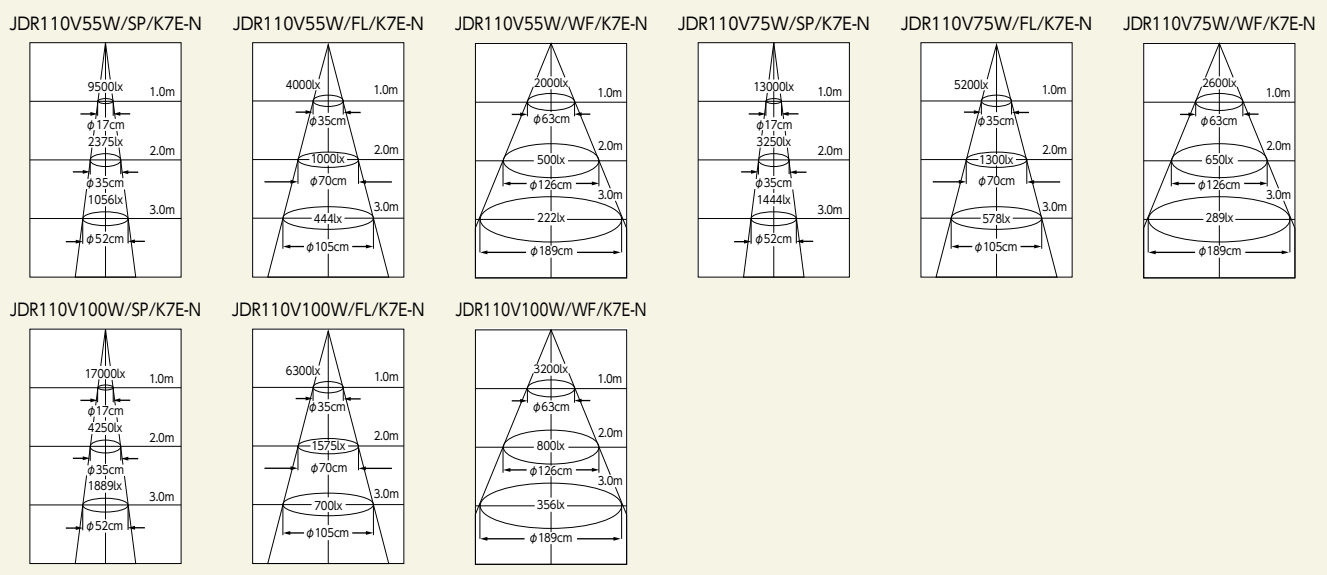 JDR110V55W/SP/K7E-N
9500lx
1.0m
φ17cm
2375lx
2.0m
φ35cm
1056lx
3.0m
φ52cm
JDR110V55W/FL/K7E-N
4000lx
1.0m
φ35cm
1000lx
2.0m
φ70cm
444lx
3.0m
φ105cm
JDR110V55W/WF/K7E-N
2000lx
1.0m
φ63cm
500lx
2.0m
φ126cm
222lx
3.0m
φ189cm
JDR110V75W/SP/K7E-N
13000lx
1.0m
φ17cm
3250lx
2.0m
φ35cm
1444lx
3.0m
φ52cm
JDR110V75W/FL/K7E-N
5200lx
1.0m
φ35cm
1300lx
2.0m
φ70cm
578lx
3.0m
φ105cm
JDR110V75W/WF/K7E-N
2600lx
1.0m
φ63cm
650lx
2.0m
φ126cm
289lx
3.0m
φ189cm
JDR110V100W/SP/K7E-N
17000lx
1.0m
φ17cm
4250lx
2.0m
φ35cm
1889lx
3.0m
φ52cm
JDR110V100W/FL/K7E-N
6300lx
1.0m
φ35cm
1575lx
2.0m
φ70cm
700lx
3.0m
φ105cm
JDR110V100W/WF/K7E-N
3200lx
1.0m
φ63cm
800lx
2.0m
φ126cm
356lx
3.0m
φ189cm